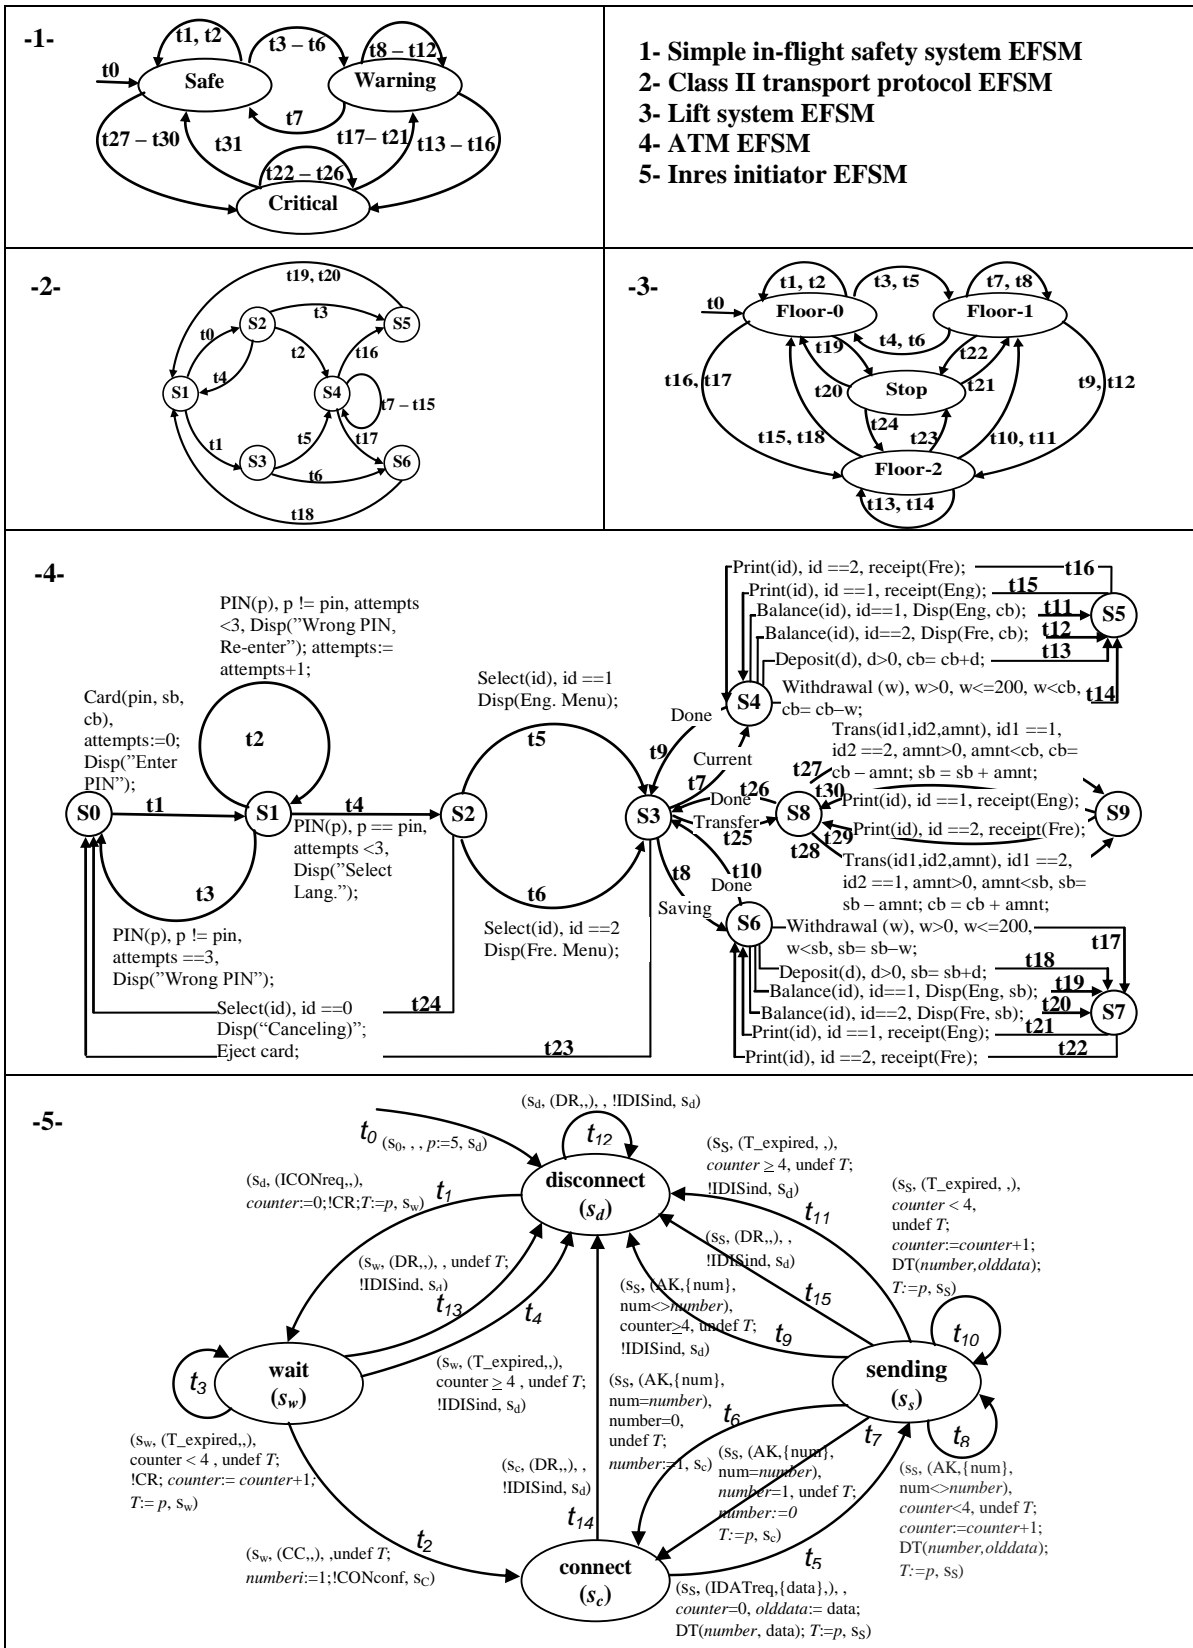 -1-
t1, t2
t3 – t6
t8 – t12
t0
Safe
Warning
t7
t27 – t30
t31
t17– t21
t13 – t16
t22 – t26
Critical
1- Simple in-flight safety system EFSM
2- Class II transport protocol EFSM
3- Lift system EFSM
4- ATM EFSM
5- Inres initiator EFSM
-2-
t19, t20
t3
S2
S5
t0
t2
t16
t4
S1
S4
t7 – t15
t1
t5
t17
S3
S6
t6
t18
-3-
t1, t2
t3, t5
t7, t8
t0
Floor-0
Floor-1
t4, t6
t19
t22
t16, t17
t9, t12
t20
Stop
t21
t24
t15, t18
t23
t10, t11
Floor-2
t13, t14
-4-
Card(pin, sb,
cb),
attempts:=0;
Disp("Enter
PIN");
S0
t1
PIN(p), p != pin, attempts
<3, Disp("Wrong PIN,
Re-enter"); attempts:=
attempts+1;
t2
S1
t4
PIN(p), p == pin,
attempts <3,
Disp("Select
Lang.");
t3
PIN(p), p != pin,
attempts ==3,
Disp("Wrong PIN");
S2
Select(id), id ==1
Disp(Eng. Menu);
t5
t6
Select(id), id ==2
Disp(Fre. Menu);
t24
Select(id), id ==0
Disp("Canceling)";
Eject card;
t23
S3
Print(id), id ==2, receipt(Fre);
t16
Print(id), id ==1, receipt(Eng);
t15
Balance(id), id==1, Disp(Eng, cb);
t11
S5
Balance(id), id==2, Disp(Fre, cb);
t12
Deposit(d), d>0, cb= cb+d;
t13
S4
Withdrawal (w), w>0, w<=200, w<cb,
cb= cb–w;
t14
Done
t9
Current
t7
Trans(id1,id2,amnt), id1 ==1,
id2 ==2, amnt>0, amnt<cb, cb=
cb – amnt; sb = sb + amnt;
t27
t26
t30
Done
Print(id), id ==1, receipt(Eng);
S8
S9
Transfer
Print(id), id ==2, receipt(Fre);
t25
t29
t28
Trans(id1,id2,amnt), id1 ==2,
id2 ==1, amnt>0, amnt<sb, sb=
sb – amnt; cb = cb + amnt;
t8
t10
Done
Saving
S6
Withdrawal (w), w>0, w<=200,
w<sb, sb= sb–w;
t17
Deposit(d), d>0, sb= sb+d;
t18
Balance(id), id==1, Disp(Eng, sb);
t19
Balance(id), id==2, Disp(Fre, sb);
t20
S7
Print(id), id ==1, receipt(Eng);
t21
Print(id), id ==2, receipt(Fre);
t22
-5-
t0 (s0, , , p:=5, sd)
(sd, (DR,,), , !IDISind, sd)
t12
disconnect
(sd)
(sd, (ICONreq,,),
counter:=0;!CR;T:=p, sw)
t1
(sS, (T_expired, ,),
counter ≥ 4, undef T;
!IDISind, sd)
t11
(sS, (T_expired, ,),
counter < 4,
undef T;
counter:=counter+1;
DT(number,olddata);
T:=p, sS)
t10
(sw, (DR,,), , undef T;
!IDISind, sd)
t13
t4
(sw, (T_expired,,),
counter ≥ 4 , undef T;
!IDISind, sd)
(sS, (DR,,), ,
!IDISind, sd)
t15
(sS, (AK,{num},
num<>number),
counter≥4, undef T;
!IDISind, sd)
t9
wait
(sw)
t3
(sw, (T_expired,,),
counter < 4 , undef T;
!CR; counter:= counter+1;
T:= p, sw)
sending
(ss)
(sS, (AK,{num},
num=number),
number=0,
undef T;
number:=1, sc)
t6
t7
(sS, (AK,{num},
num=number),
number=1, undef T;
number:=0
T:=p, sc)
t8
(sS, (AK,{num},
num<>number),
counter<4, undef T;
counter:=counter+1;
DT(number,olddata);
T:=p, sS)
(sc, (DR,,), ,
!IDISind, sd)
t14
t2
(sw, (CC,,), ,undef T;
numberi:=1;!CONconf, sC)
connect
(sc)
t5
(sS, (IDATreq,{data},), ,
counter=0, olddata:= data;
DT(number, data); T:=p, sS)